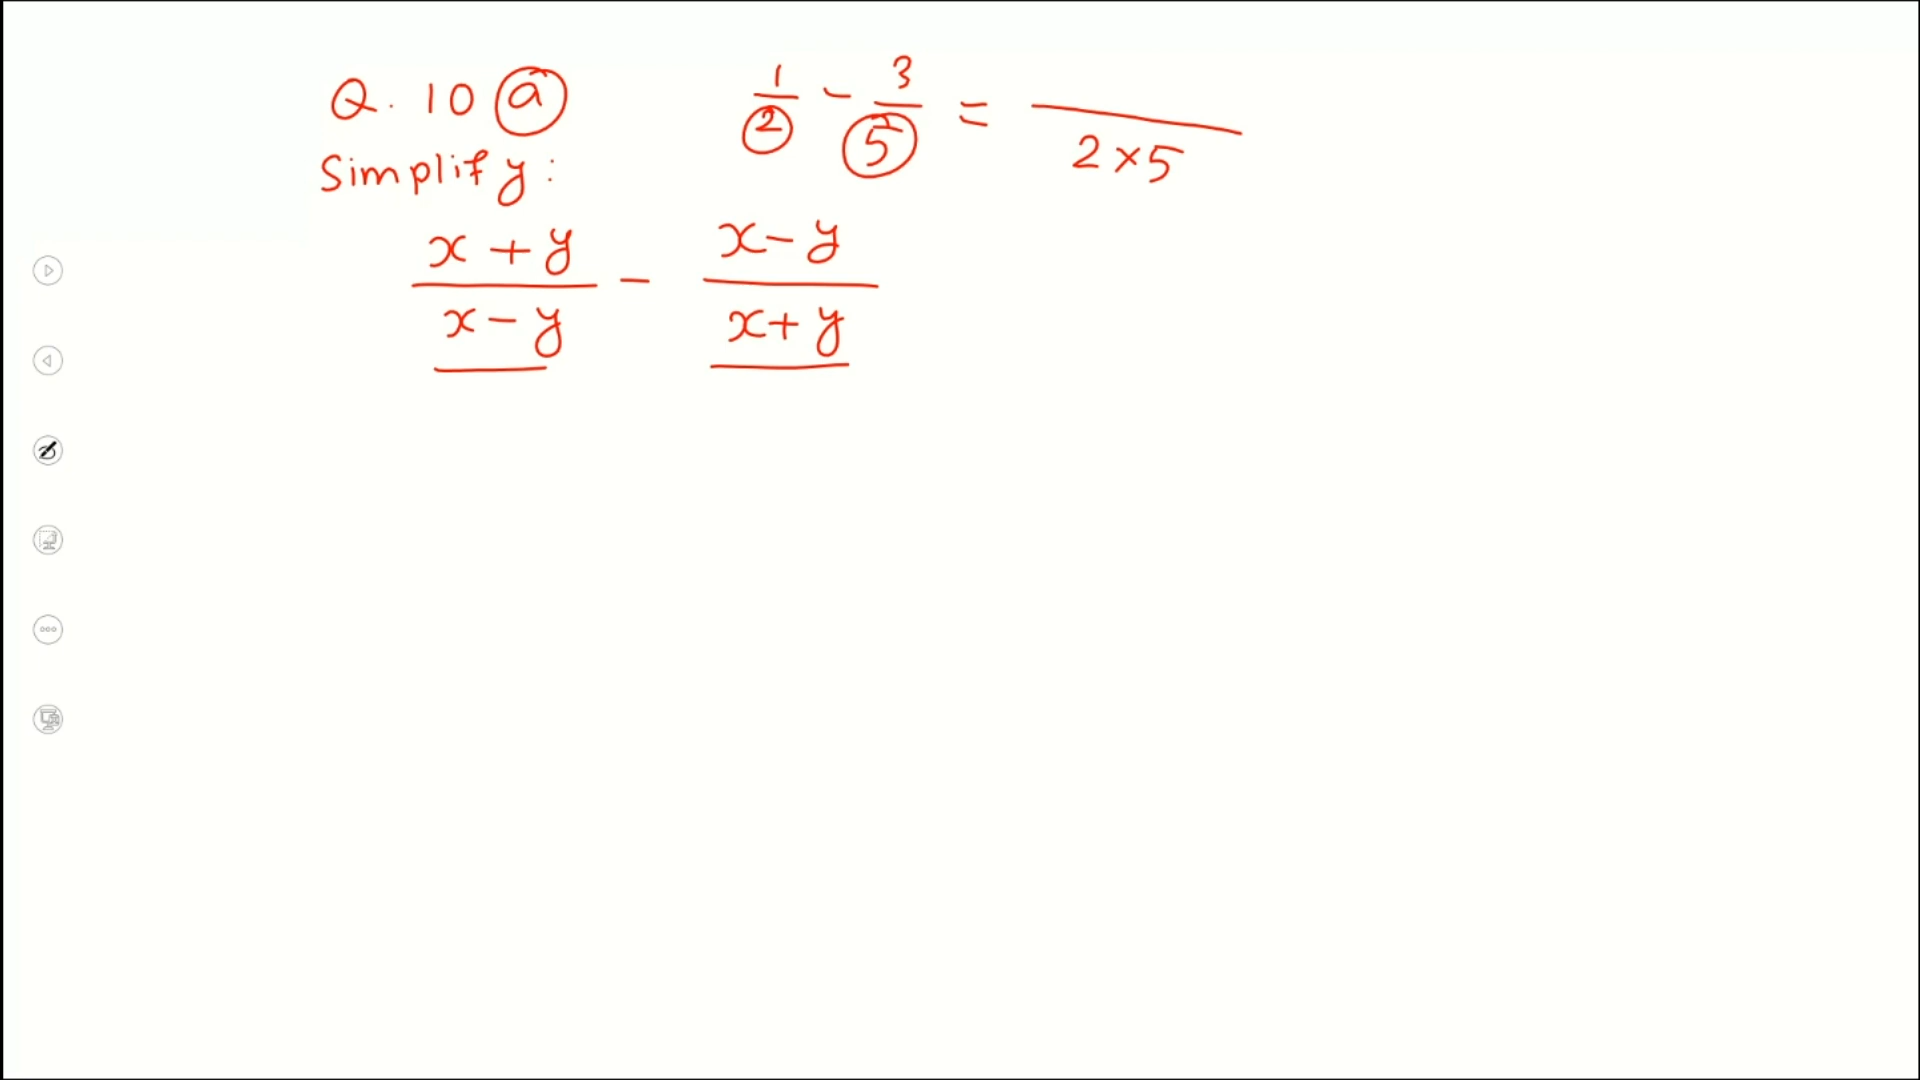 Q. 10 a
1/2 - 3/5 = /2×5
Simplify:
x + y / x - y - x - y / x + y